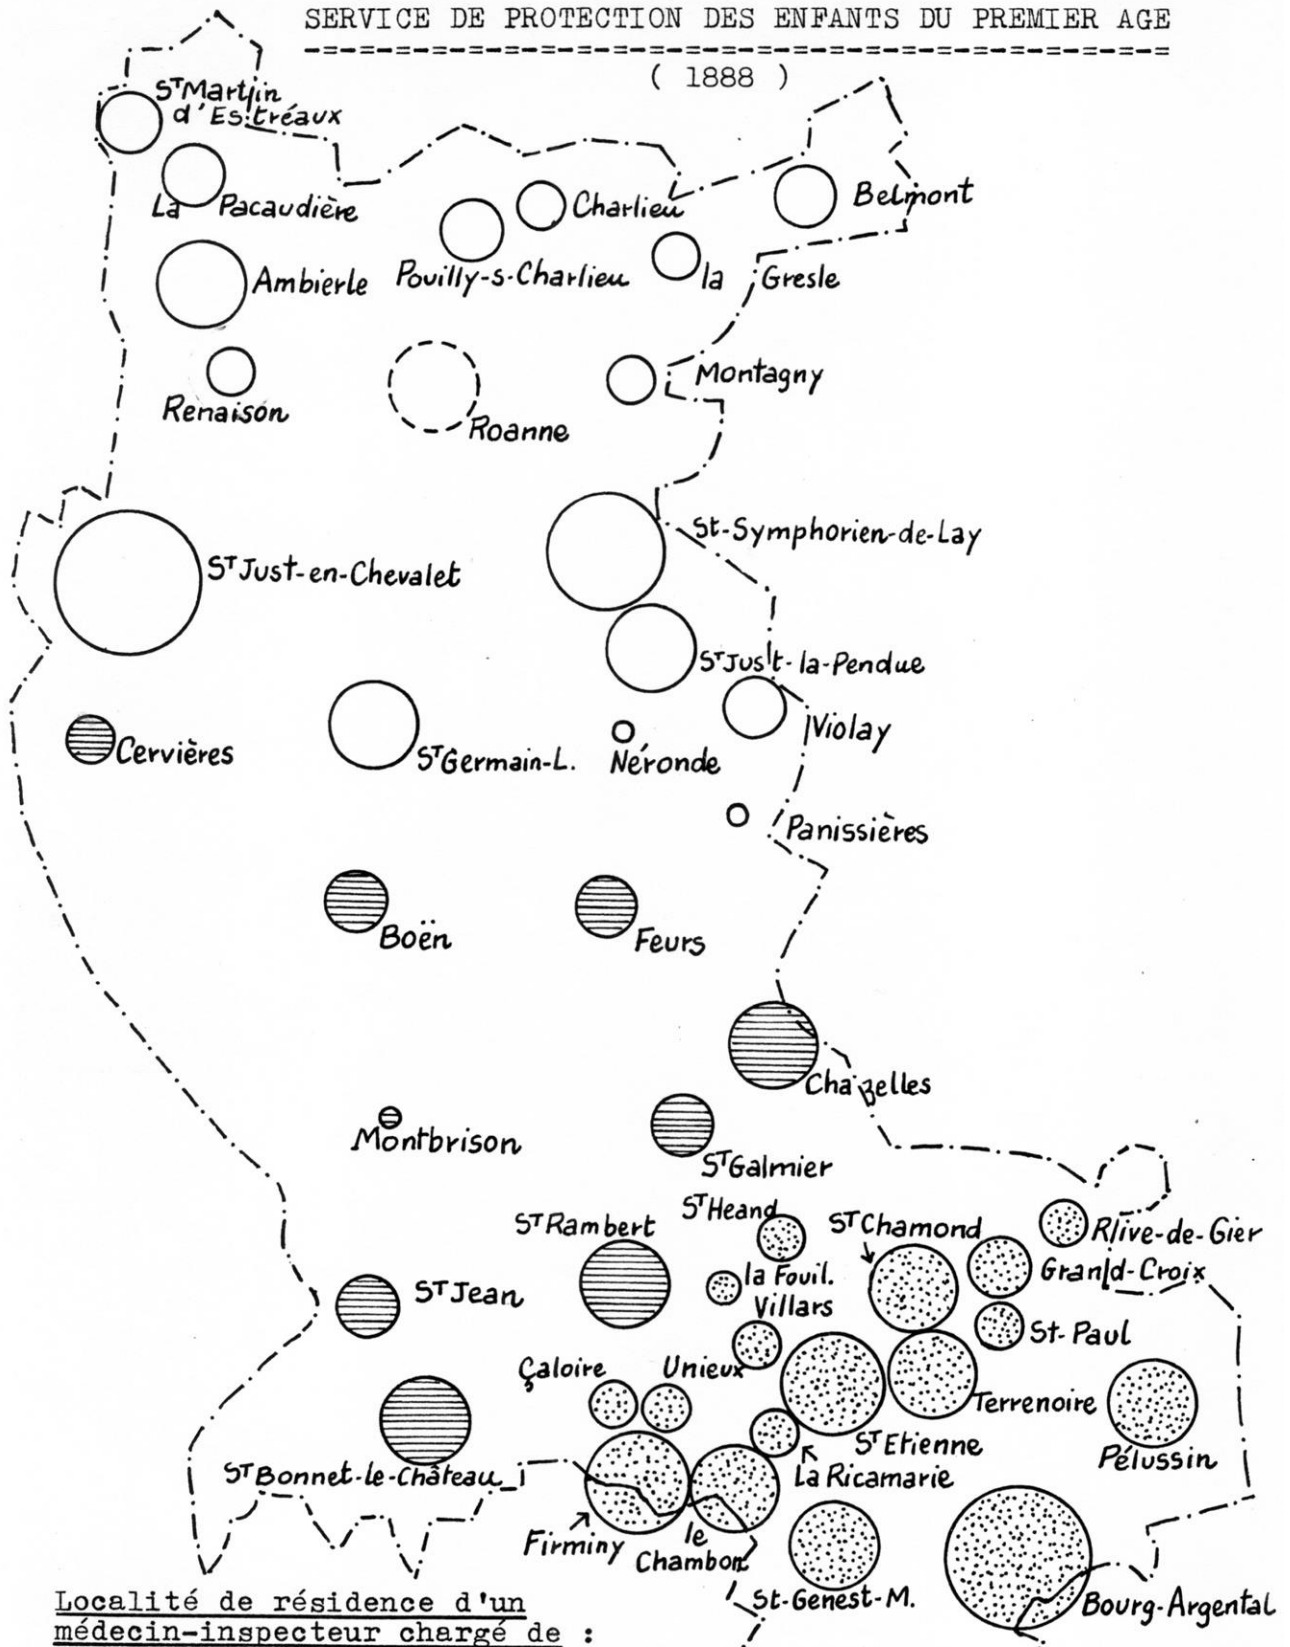 SERVICE DE PROTECTION DES ENFANTS DU PREMIER AGE
( 1888 )
ST Martin
d'Estréaux
La Pacaudière
Charlieu
Belmont
Ambierle
Pouilly-s-Charlieu
la Gresle
Renaison
Roanne
Montagny
ST Just-en-Chevalet
St-Symphorien-de-Lay
ST Just-la-Pendue
Cervières
ST Germain-L.
Néronde
Violay
Panissières
Boën
Feurs
Chazelles
Montbrison
ST Galmier
ST Rambert
ST Heand
ST Chamond
Rive-de-Gier
Grand-Croix
la Fouil.
Villars
ST Jean
St-Paul
Çaloire
Unieux
Terrenoire
Pélussin
ST Etienne
La Ricamarie
ST Bonnet-le-Château
Firminy
le
Chambon
St-Genest-M.
Bourg-Argental
Localité de résidence d'un
médecin-inspecteur chargé de :